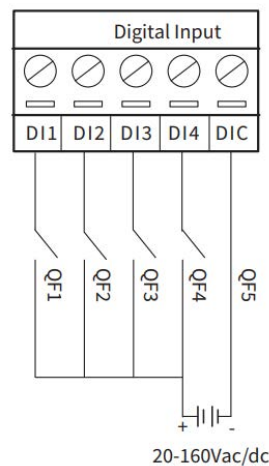 Digital Input
DI1 DI2 DI3 DI4 DIC
QF1 QF2 QF3 QF4 QF5
+ -
20-160Vac/dc